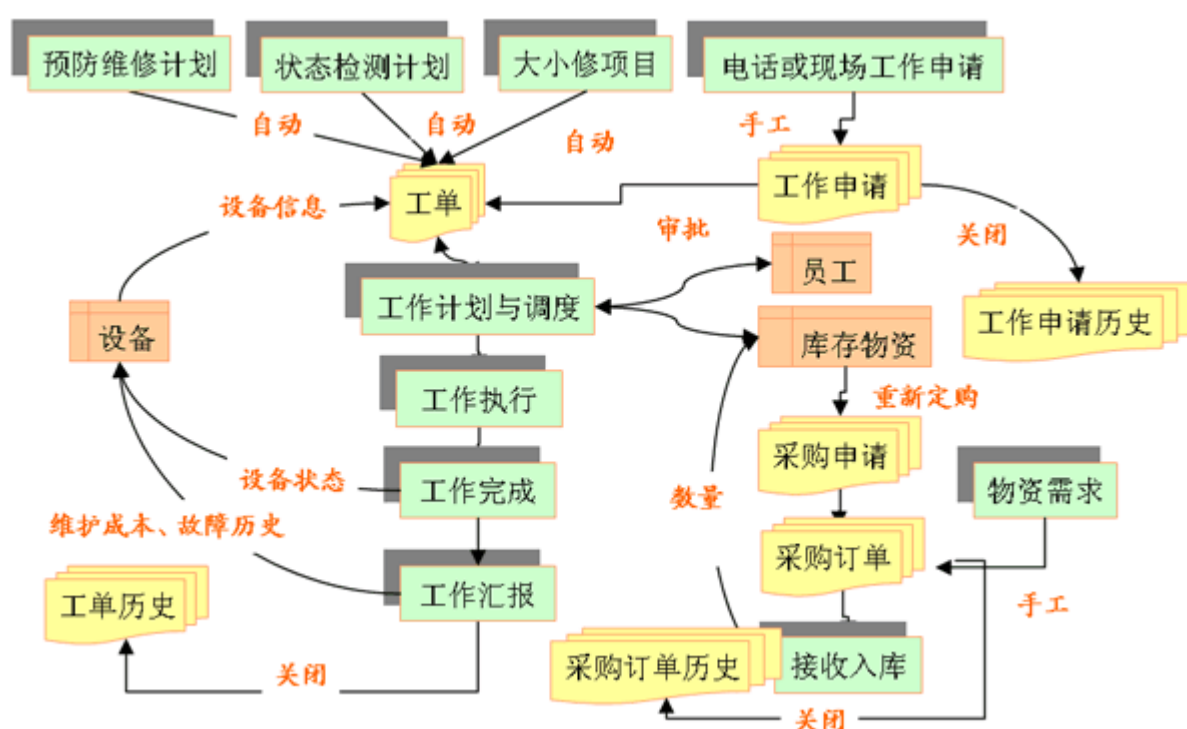 预防维修计划
状态检测计划
大小修项目
电话或现场工作申请
自动
自动
自动
手工
工单
工作申请
设备信息
审批
关闭
员工
工作计划与调度
工作申请历史
设备
库存物资
工作执行
重新定购
采购申请
设备状态
工作完成
数量
物资需求
维护成本、故障历史
采购订单
工单历史
工作汇报
手工
采购订单历史
接收入库
关闭
关闭